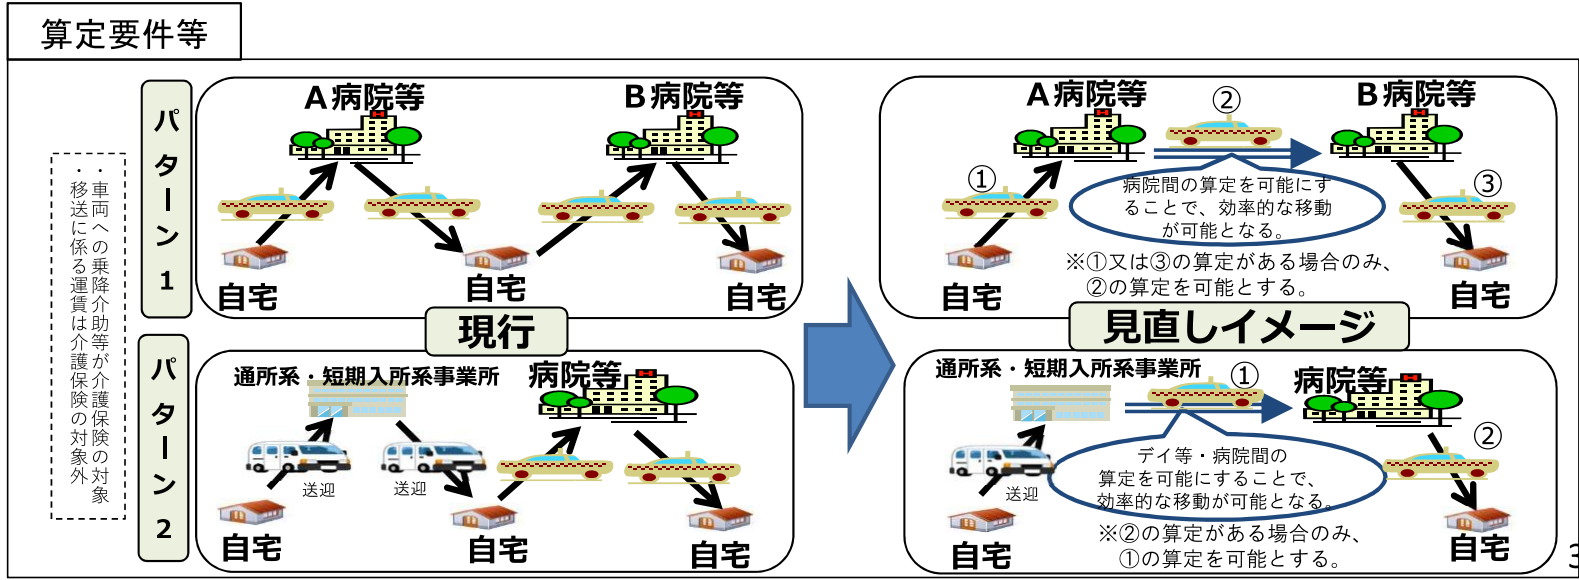 算定要件等
・車両への乗降介助等が介護保険の対象
・移送に係る運賃は介護保険の対象外
パターン1
A病院等
B病院等
自宅
自宅
自宅
現行
パターン2
通所系・短期入所系事業所
病院等
送迎
送迎
自宅
自宅
自宅
A病院等
②
B病院等
①
病院間の算定を可能にす
ることで、効率的な移動
が可能となる。
③
※①又は③の算定がある場合のみ、
②の算定を可能とする。
自宅
自宅
見直しイメージ
通所系・短期入所系事業所
①
病院等
②
デイ等・病院間の
算定を可能にすることで、
効率的な移動が可能となる。
送迎
※②の算定がある場合のみ、
①の算定を可能とする。
自宅
自宅
3